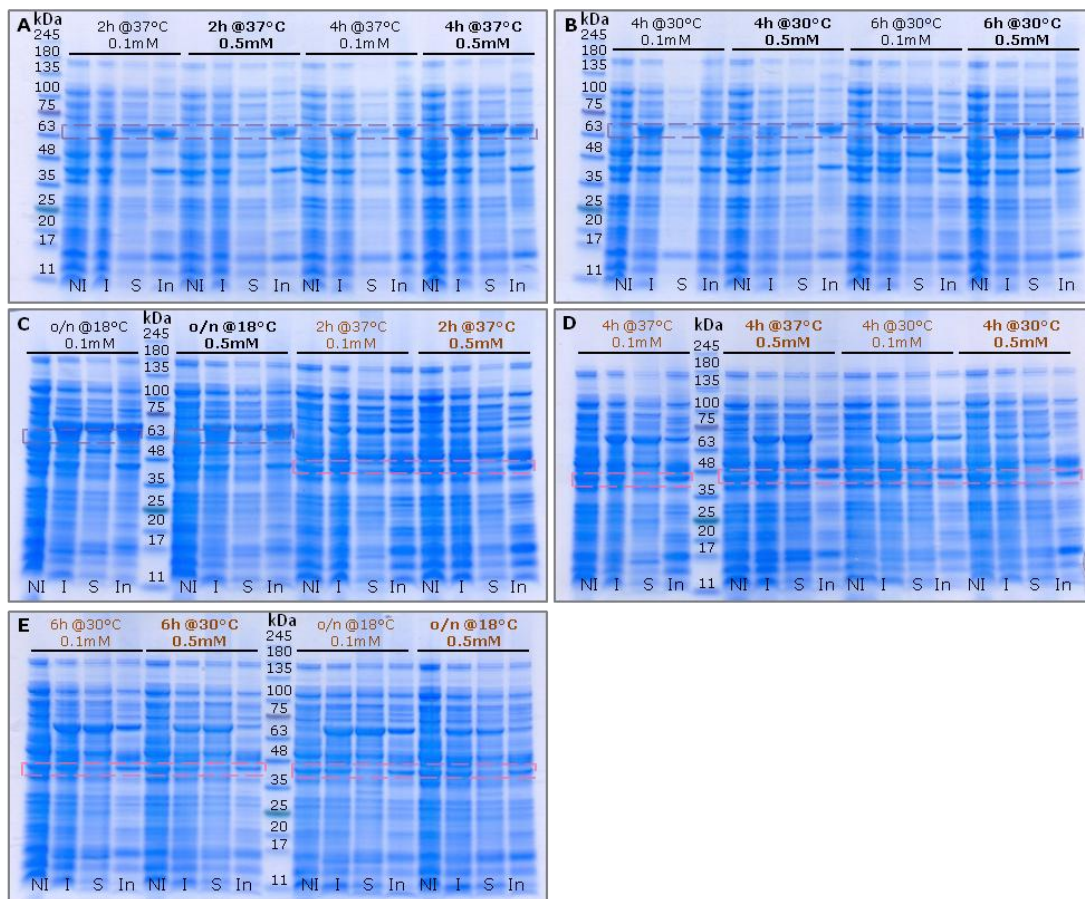 A
kDa
2h @37°C 2h @37°C 4h @37°C 4h @37°C
0.1mM 0.5mM 0.1mM 0.5mM
245
180
135
100
75
63
48
35
25
20
17
11
NI I S In NI I S In NI I S In NI I S In
B
kDa
4h @30°C 4h @30°C 6h @30°C 6h @30°C
0.1mM 0.5mM 0.1mM 0.5mM
245
180
135
100
75
63
48
35
25
20
17
11
NI I S In NI I S In NI I S In NI I S In
C
o/n @18°C kDa o/n @18°C 2h @37°C 2h @37°C
0.1mM 0.5mM 0.1mM 0.5mM
245
180
135
100
75
63
48
35
25
20
17
11
NI I S In NI I S In NI I S In NI I S In
D
4h @37°C kDa 4h @37°C 4h @30°C 4h @30°C
0.1mM 0.5mM 0.1mM 0.5mM
245
180
135
100
75
63
48
35
25
20
17
11
NI I S In NI I S In NI I S In NI I S In
E
6h @30°C 6h @30°C kDa o/n @18°C o/n @18°C
0.1mM 0.5mM 0.1mM 0.5mM
245
180
135
100
75
63
48
35
25
20
17
11
NI I S In NI I S In NI I S In NI I S In